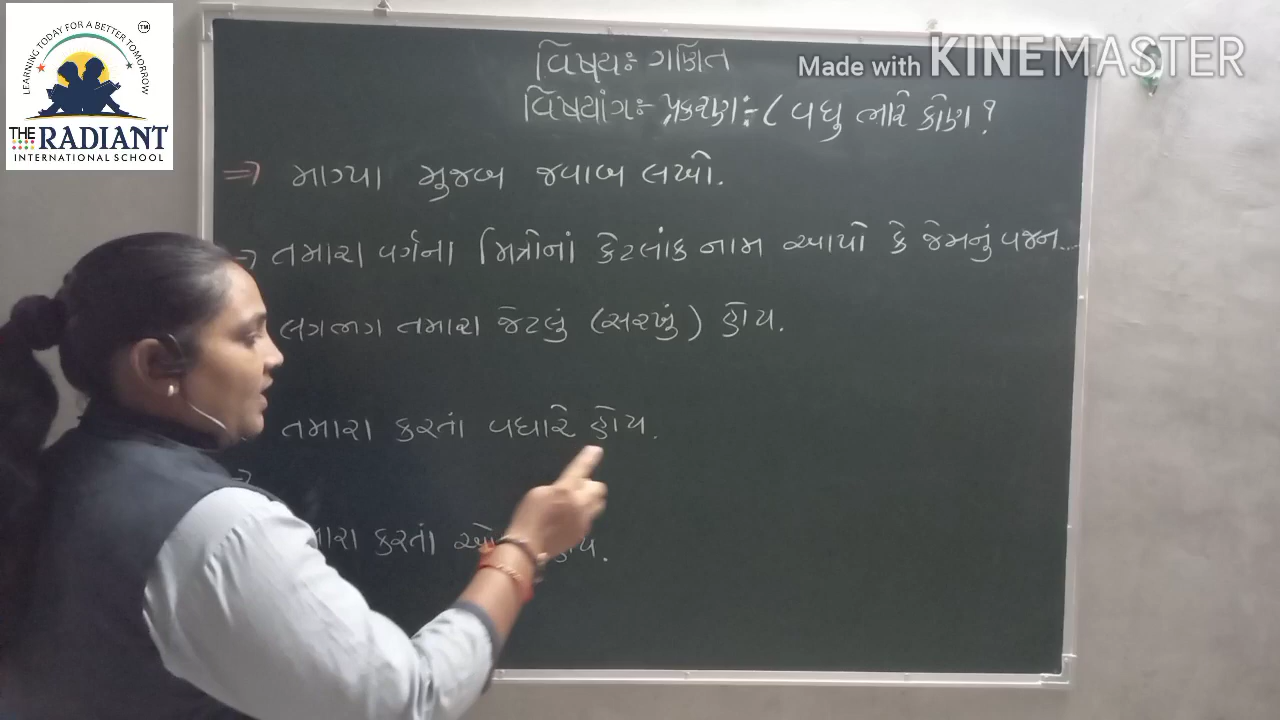 LEARNING TODAY FOR A BETTER TOMORROW
TM
THE RADIANT
INTERNATIONAL SCHOOL
Made with KINEMASTER
વિષય:- ગણિત
વિષયાંગ:- પ્રકરણ:- ( વધુ ભારે કોણ ?
⇒ માગ્યા મુજબ જવાબ લખો.
⇒ તમારા વર્ગના મિત્રોનાં કેટલાંક નામ આપો કે જેમનું વજન...
લગભગ તમારા જેટલું (સરખું) હોય.
તમારા કરતાં વધારે હોય.
મારા કરતાં